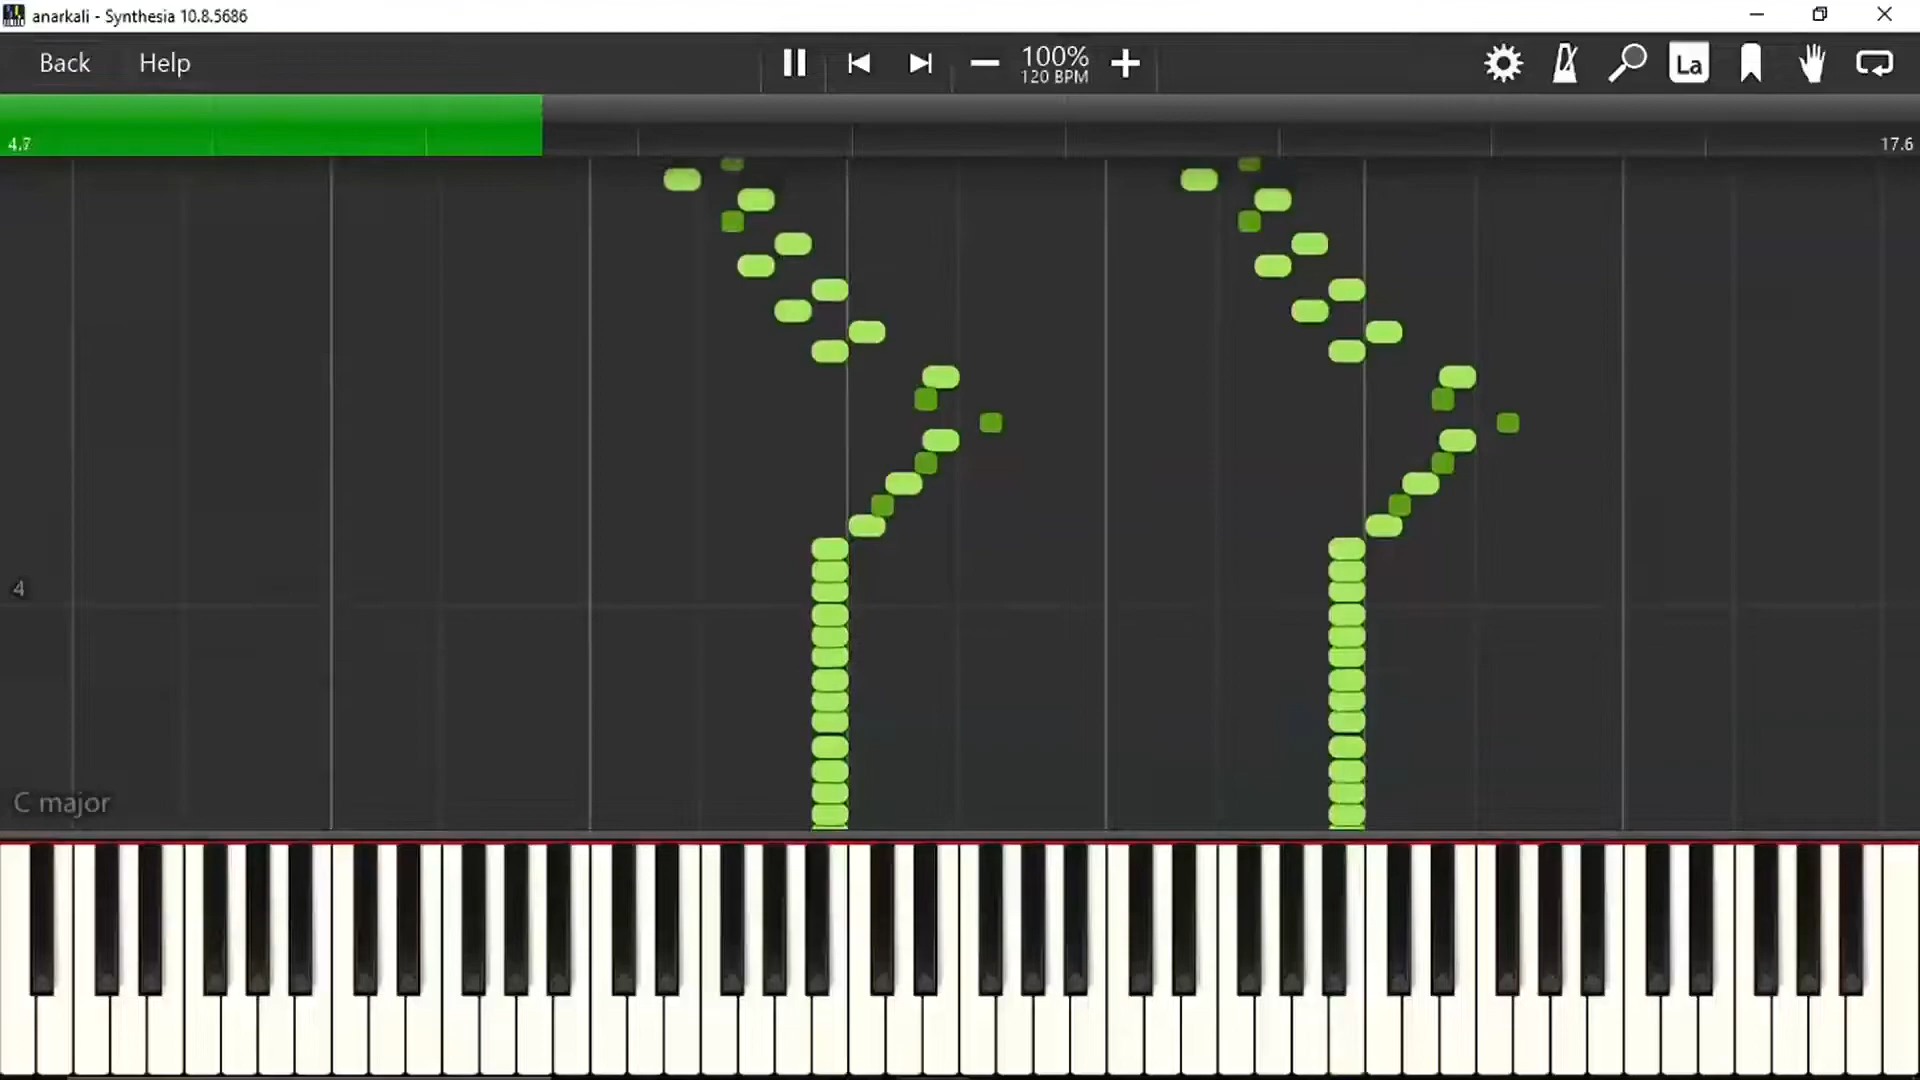 anarkali - Synthesia 10.8.5686
Back Help
100%
120 BPM
La
4.7
17.6
4
C major